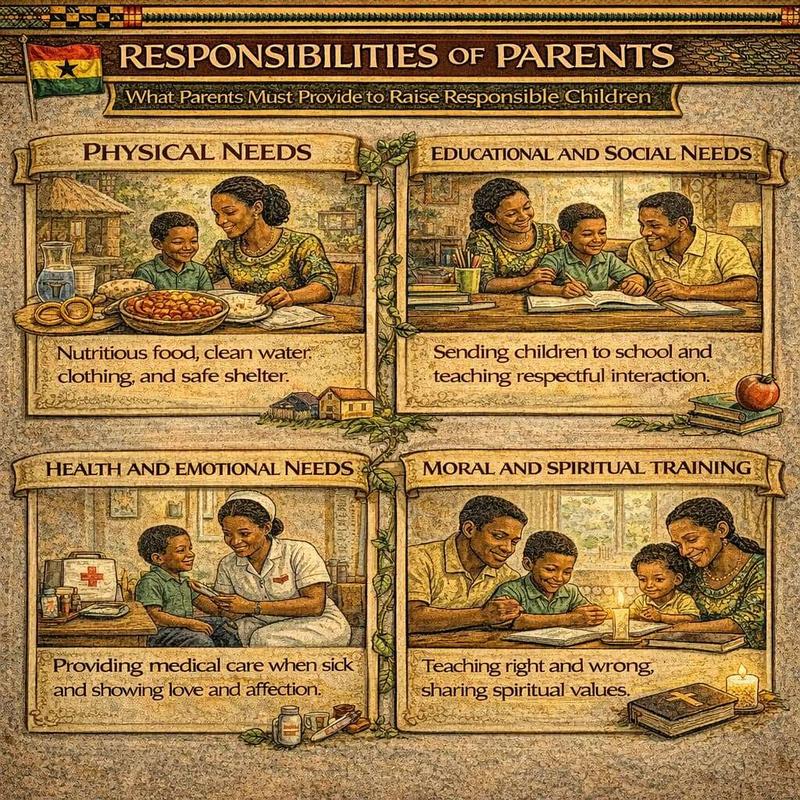 RESPONSIBILITIES OF PARENTS
What Parents Must Provide to Raise Responsible Children
PHYSICAL NEEDS
Nutritious food, clean water.
clothing, and safe shelter.
EDUCATIONAL AND SOCIAL NEEDS
Sending children to school and
teaching respectful interaction.
HEALTH AND EMOTIONAL NEEDS
Providing medical care when sick
and showing love and affection.
MORAL AND SPIRITUAL TRAINING
Teaching right and wrong,
sharing spiritual values.